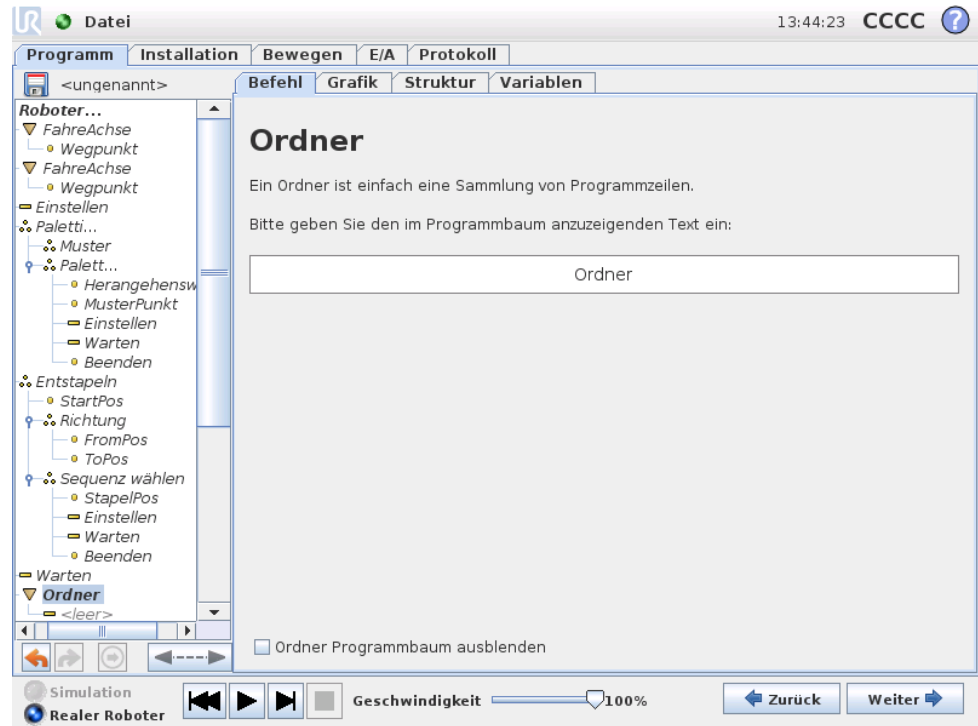 UR Datei 13:44:23 CCCC ?
Programm Installation Bewegen E/A Protokoll
<ungenannt>
Befehl Grafik Struktur Variablen
Roboter...
FahreAchse
Wegpunkt
FahreAchse
Wegpunkt
Einstellen
Paletti...
Muster
Palett...
Herangehensw
MusterPunkt
Einstellen
Warten
Beenden
Entstapeln
StartPos
Richtung
FromPos
ToPos
Sequenz wählen
StapelPos
Einstellen
Warten
Beenden
Warten
Ordner
<leer>
Ordner
Ein Ordner ist einfach eine Sammlung von Programmzeilen.
Bitte geben Sie den im Programmbaum anzuzeigenden Text ein:
Ordner
Ordner Programmbaum ausblenden
Simulation
Realer Roboter
Geschwindigkeit 100%
Zurück Weiter